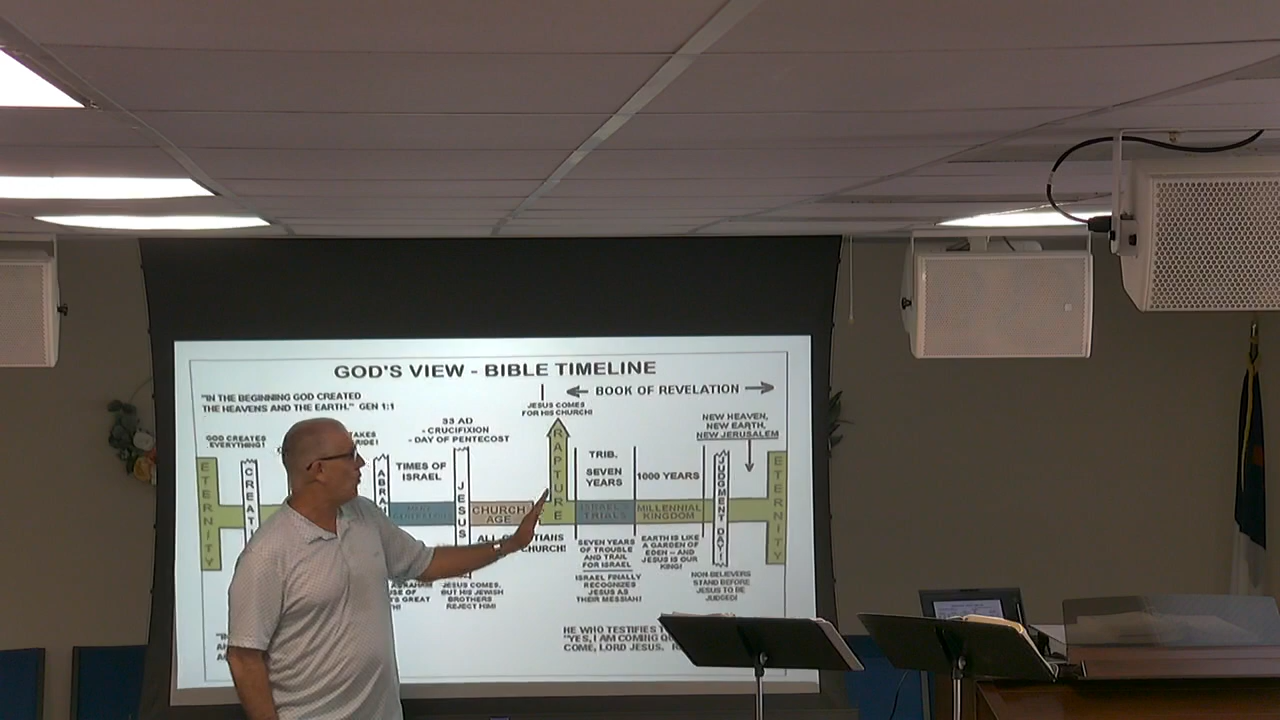 GOD'S VIEW - BIBLE TIMELINE
"IN THE BEGINNING GOD CREATED
THE HEAVENS AND THE EARTH." GEN 1:1
JESUS COMES
FOR HIS CHURCH!
BOOK OF REVELATION
GOD CREATES
EVERYTHING!
33 AD
- CRUCIFIXION
- DAY OF PENTECOST
NEW HEAVEN,
NEW EARTH,
NEW JERUSALEM
ETERNITY
CREAT
ABRA
TIMES OF
ISRAEL
JESUS
CHURCH
AGE
RAPTURE
TRIB.
SEVEN
YEARS
ISRAEL'S
TRIALS
1000 YEARS
MILLENNIAL
KINGDOM
JUDGMENT DAY!
ETERNITY
CHURCH!
JESUS COMES,
BUT HIS JEWISH
BROTHERS
REJECT HIM!
SEVEN YEARS
OF TROUBLE
AND TRAIL
FOR ISRAEL
ISRAEL FINALLY
RECOGNIZES
JESUS AS
THEIR MESSIAH!
EARTH IS LIKE
A GARDEN OF
EDEN - AND
JESUS IS OUR
KING!
NON-BELIEVERS
STAND BEFORE
JESUS TO BE
JUDGED!
HE WHO TESTIFIES
"YES, I AM COMING
COME, LORD JESUS.